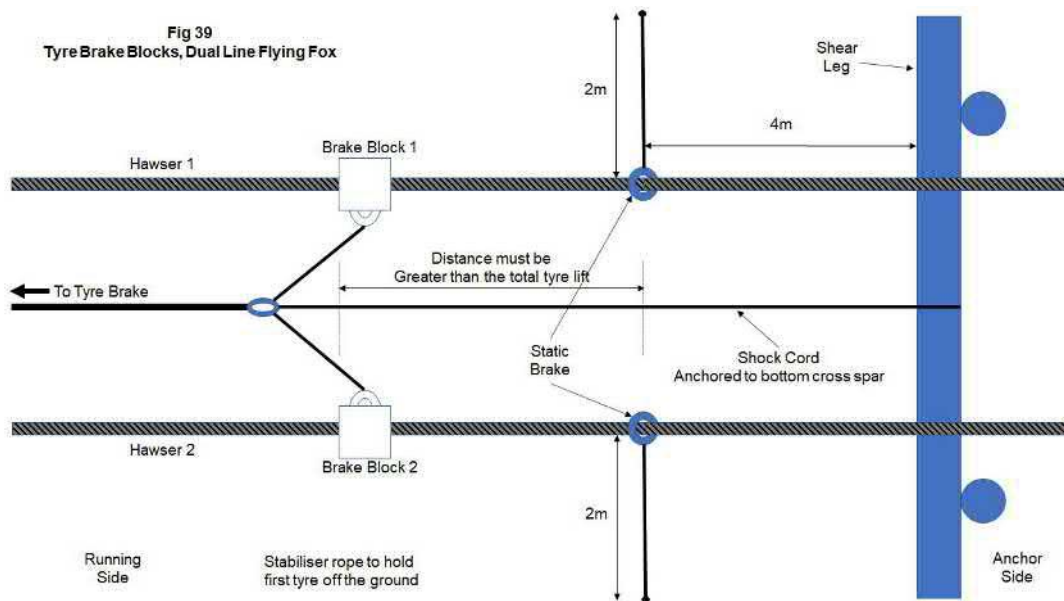 Fig 39
Tyre Brake Blocks, Dual Line Flying Fox
Shear
Leg
2m
4m
Brake Block 1
Hawser 1
Distance must be
Greater than the total tyre lift
To Tyre Brake
Static
Brake
Shock Cord
Anchored to bottom cross spar
Hawser 2
Brake Block 2
2m
Running
Side
Stabiliser rope to hold
first tyre off the ground
Anchor
Side